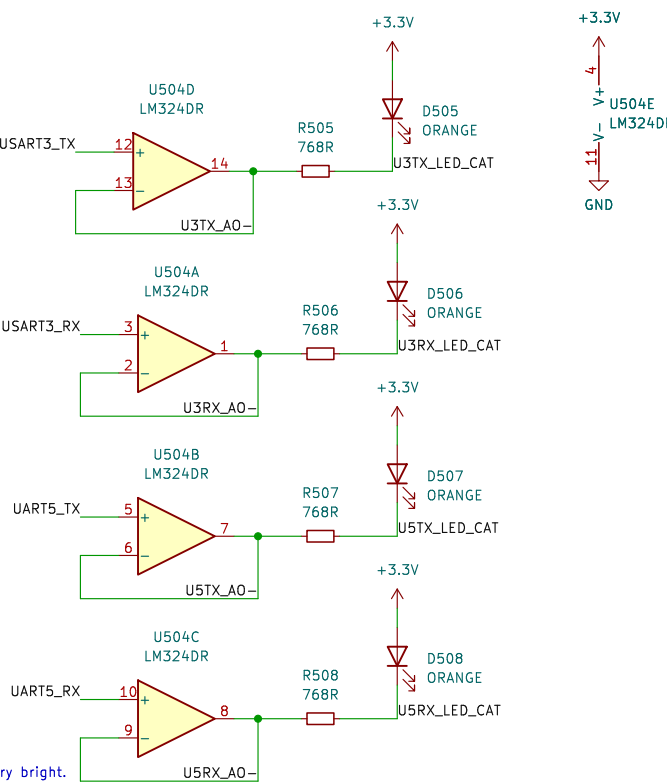 +3.3V
U504D
LM324DR
USART3_TX
12
13
14
+
-
R505
768R
D505
ORANGE
U3TX_LED_CAT
U3TX_AO-
+3.3V
4
V+
V-
11
U504E
LM324D
GND
+3.3V
U504A
LM324DR
USART3_RX
3
2
1
+
-
R506
768R
D506
ORANGE
U3RX_LED_CAT
U3RX_AO-
+3.3V
U504B
LM324DR
UART5_TX
5
6
7
+
-
R507
768R
D507
ORANGE
U5TX_LED_CAT
U5TX_AO-
+3.3V
U504C
LM324DR
UART5_RX
10
9
8
+
-
R508
768R
D508
ORANGE
U5RX_LED_CAT
U5RX_AO-
ry bright.